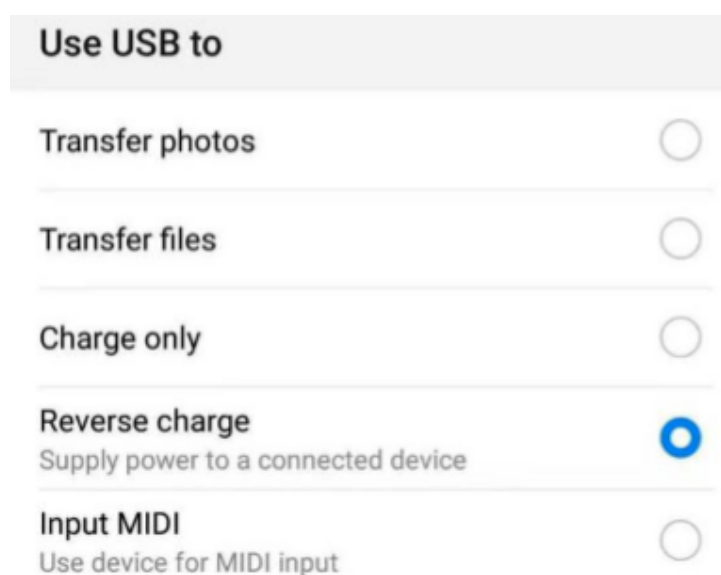 Use USB to
Transfer photos
Transfer files
Charge only
Reverse charge
Supply power to a connected device
Input MIDI
Use device for MIDI input